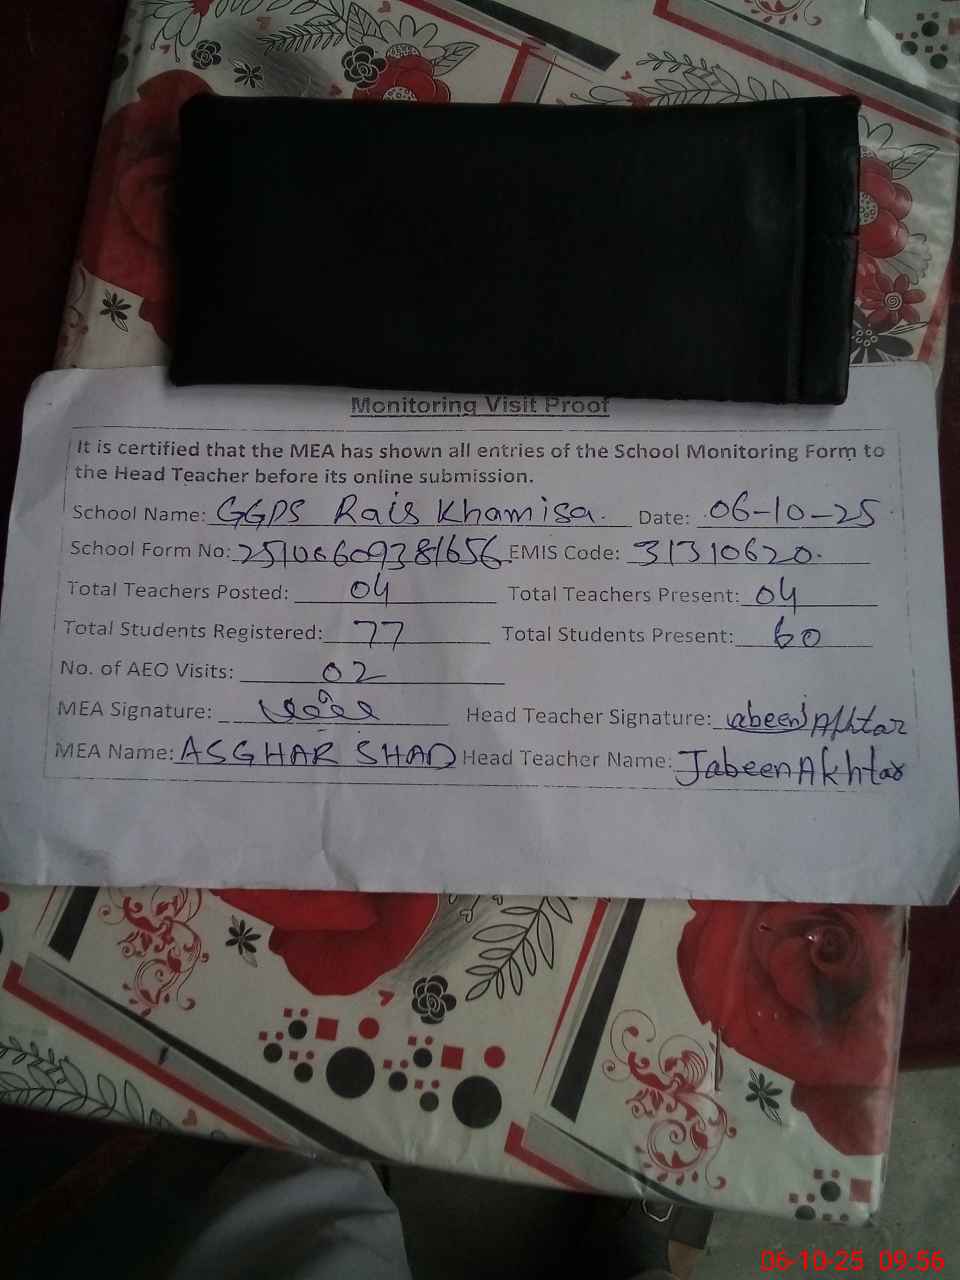 Monitoring Visit Proof
It is certified that the MEA has shown all entries of the School Monitoring Form to
the Head Teacher before its online submission.
School Name: GGPS Rais Khamisa. Date: 06-10-25
School Form No: 25106609381656 EMIS Code: 31310620.
Total Teachers Posted: 04 Total Teachers Present: 04
Total Students Registered: 77 Total Students Present: 60
No. of AEO Visits: 02
MEA Signature: Head Teacher Signature: Akhtar
MEA Name: ASGHAR SHAD Head Teacher Name: Jabeen Akhtar
06-10-25 09:56